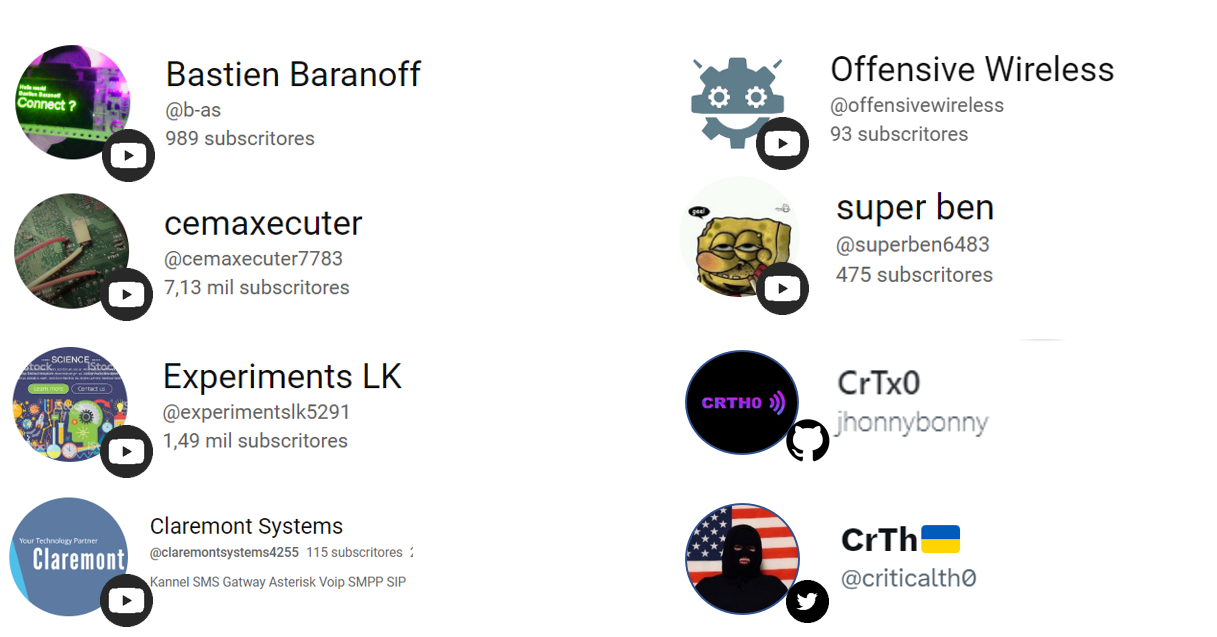 Bastien Baranoff
@b-as
989 subscritores
Hello world
Bastien Baranoff
Connect ?
cemaxecuter
@cemaxecuter7783
7,13 mil subscritores
Experiments LK
@experimentslk5291
1,49 mil subscritores
SCIENCE
iStock
Learn more
Contact us
Claremont Systems
@claremontsystems4255 115 subscritores
Kannel SMS Gatway Asterisk Voip SMPP SIP
Your Technology Partner
Claremont
Offensive Wireless
@offensivewireless
93 subscritores
super ben
@superben6483
475 subscritores
CrTx0
jhonnybonny
CRTH0
CrTh
@criticalth0